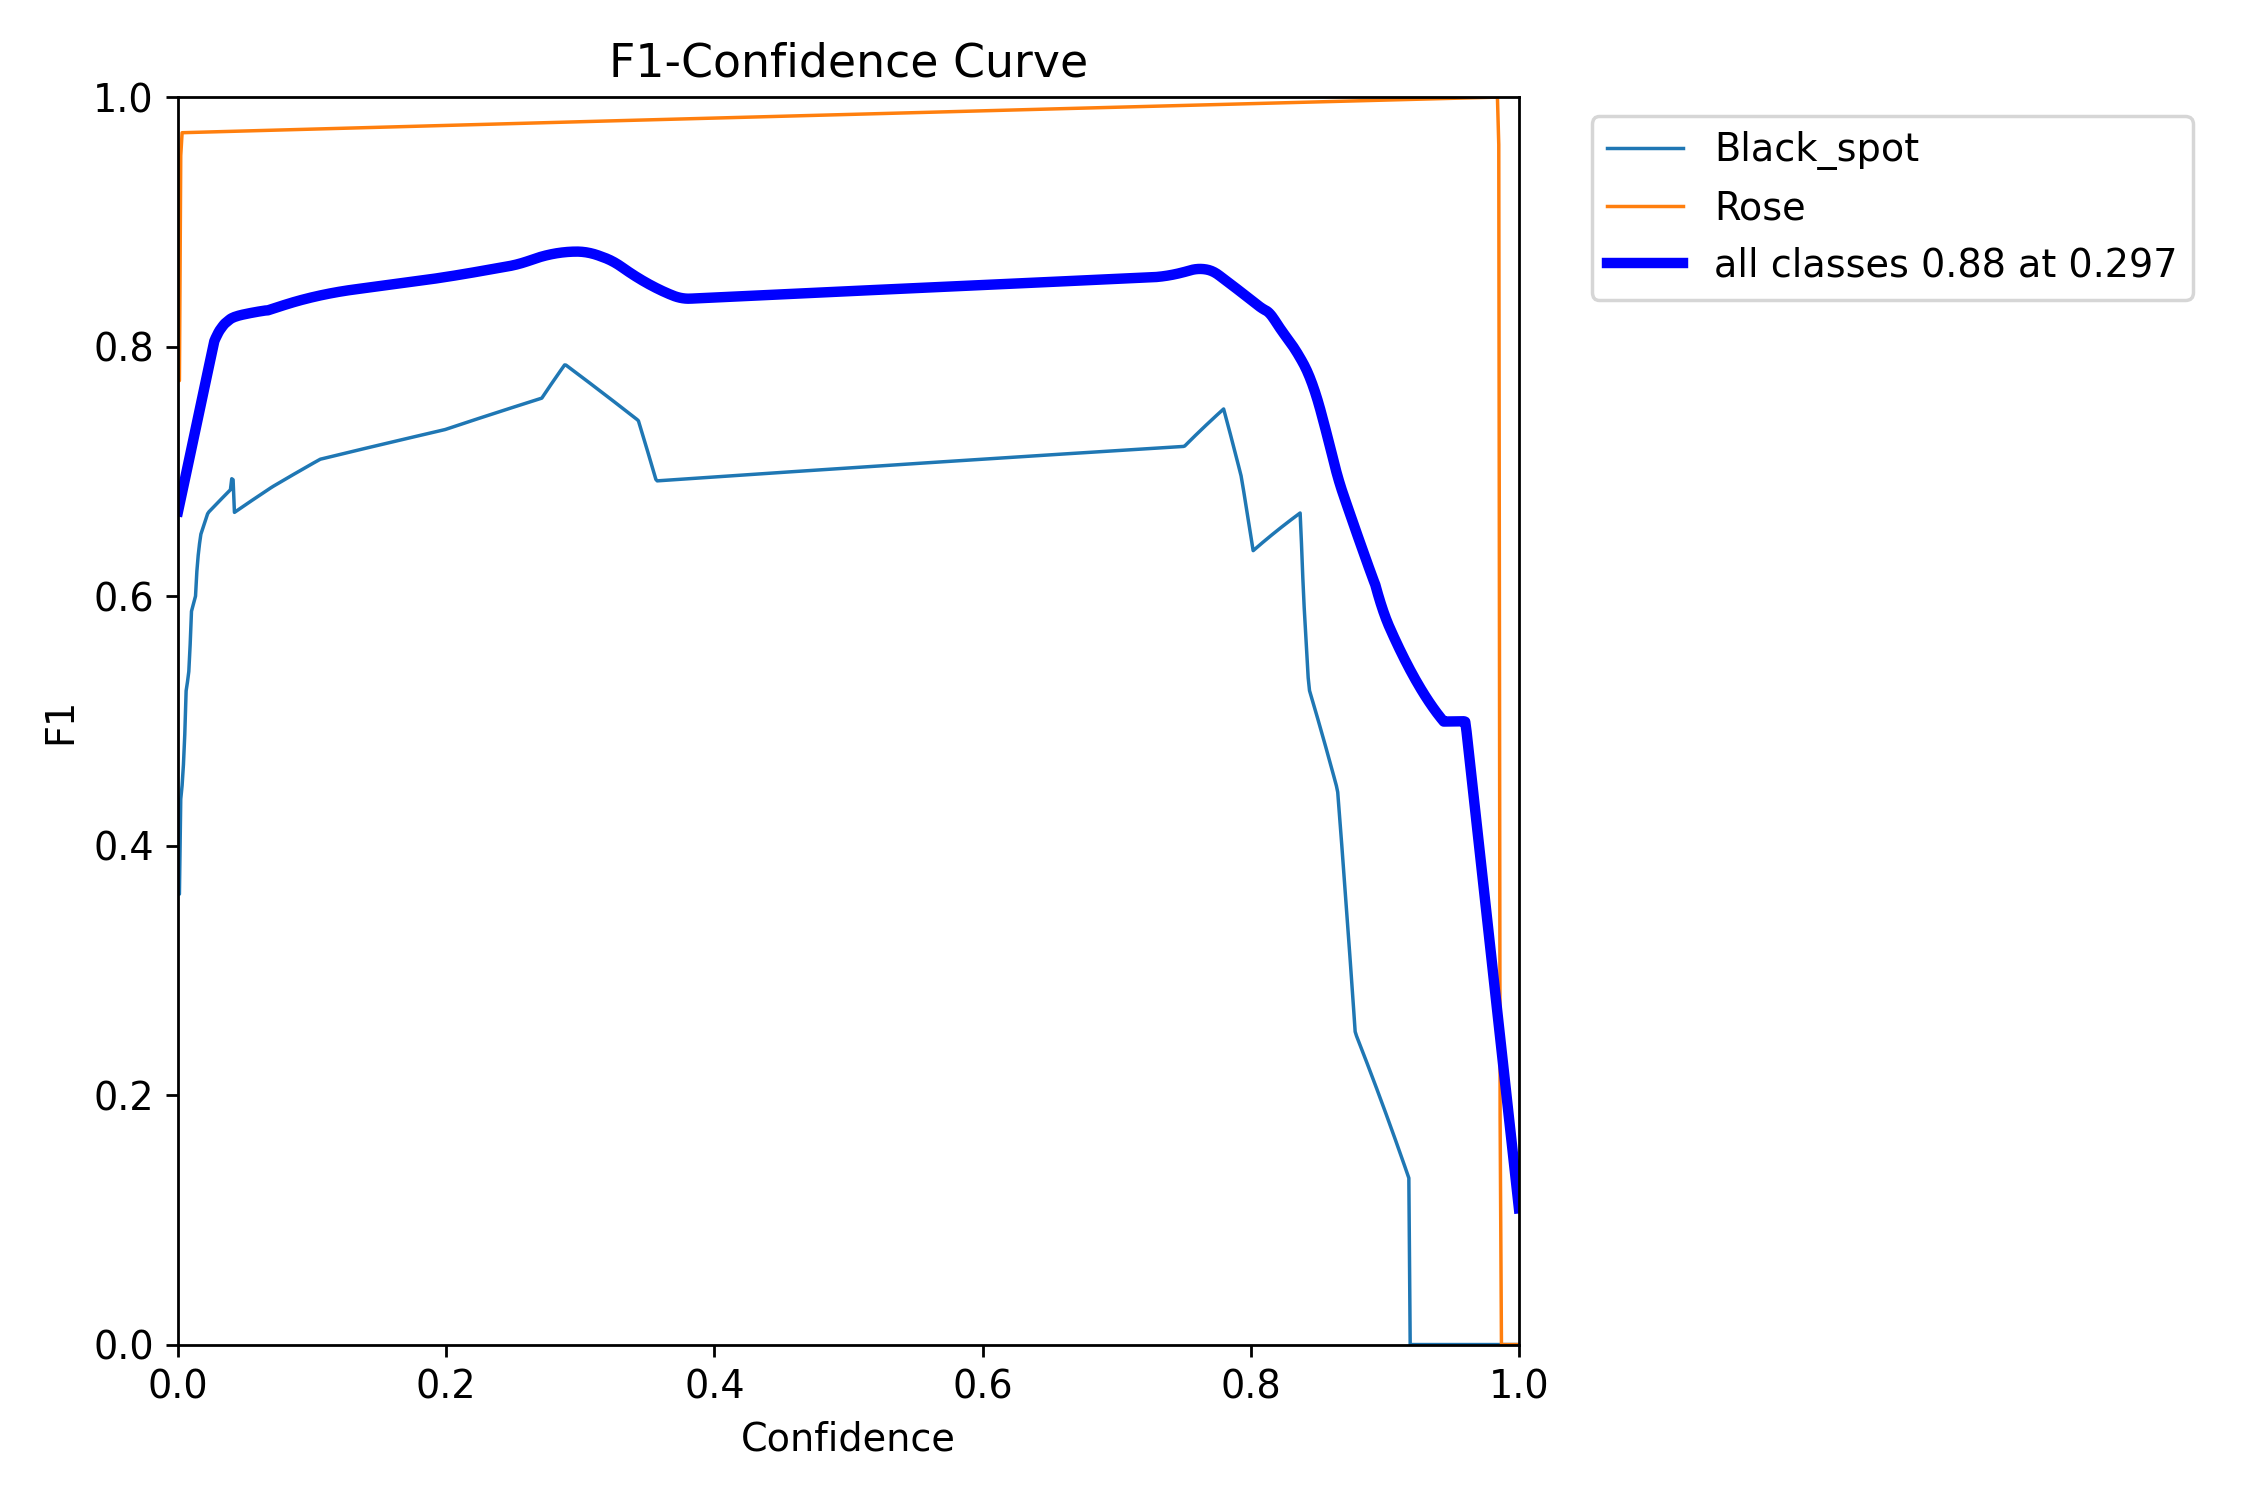 F1-Confidence Curve
1.0
0.8
0.6
0.4
0.2
0.0
F1
0.0 0.2 0.4 0.6 0.8 1.0
Confidence
Black_spot
Rose
all classes 0.88 at 0.297